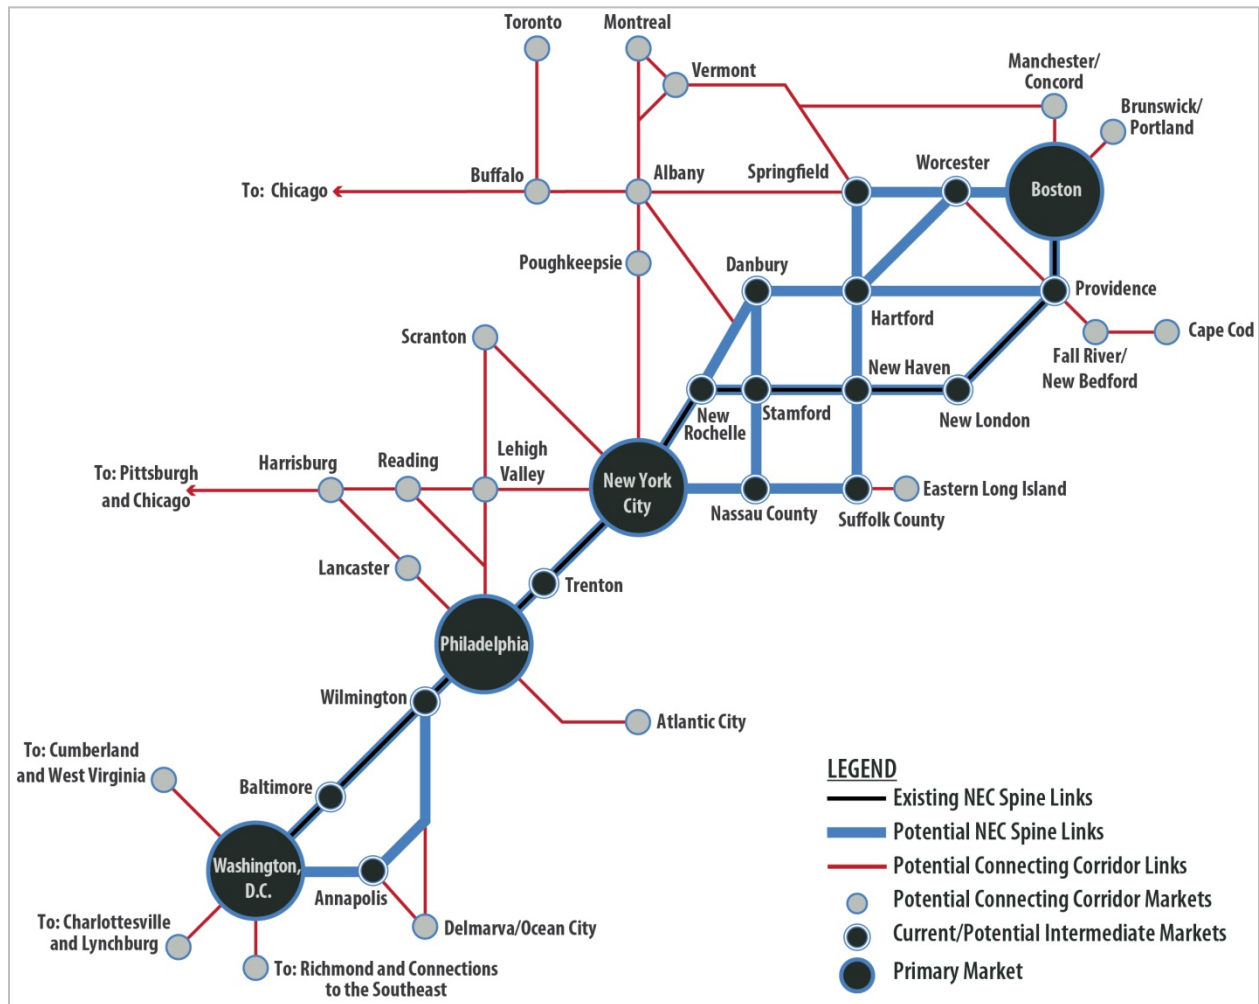 Toronto
Montreal
Vermont
Manchester/
Concord
Brunswick/
Portland
To: Chicago
Buffalo
Albany
Springfield
Worcester
Boston
Poughkeepsie
Danbury
Hartford
Providence
Scranton
Fall River/
New Bedford
Cape Cod
New Haven
New
Rochelle
Stamford
New London
To: Pittsburgh
and Chicago
Harrisburg
Reading
Lehigh
Valley
New York
City
Nassau County
Suffolk County
Eastern Long Island
Lancaster
Trenton
Philadelphia
Wilmington
Atlantic City
To: Cumberland
and West Virginia
Baltimore
Washington,
D.C.
Annapolis
To: Charlottesville
and Lynchburg
Delmarva/Ocean City
To: Richmond and Connections
to the Southeast
LEGEND
Existing NEC Spine Links
Potential NEC Spine Links
Potential Connecting Corridor Links
Potential Connecting Corridor Markets
Current/Potential Intermediate Markets
Primary Market